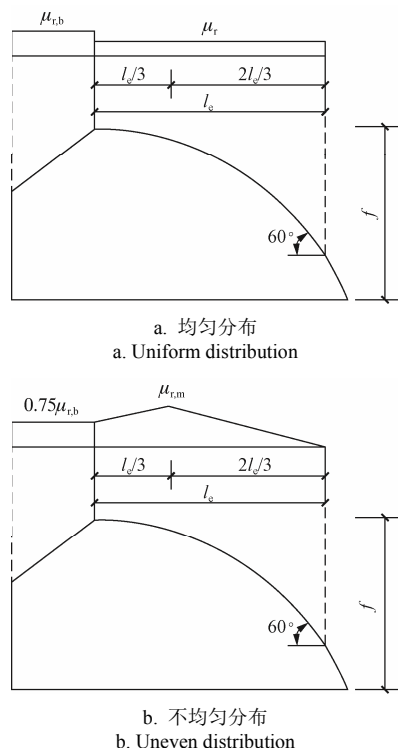 μr,b
μr
le/3
2le/3
le
f
60°
a. 均匀分布
a. Uniform distribution
μr,m
0.75μr,b
le/3
2le/3
le
f
60°
b. 不均匀分布
b. Uneven distribution